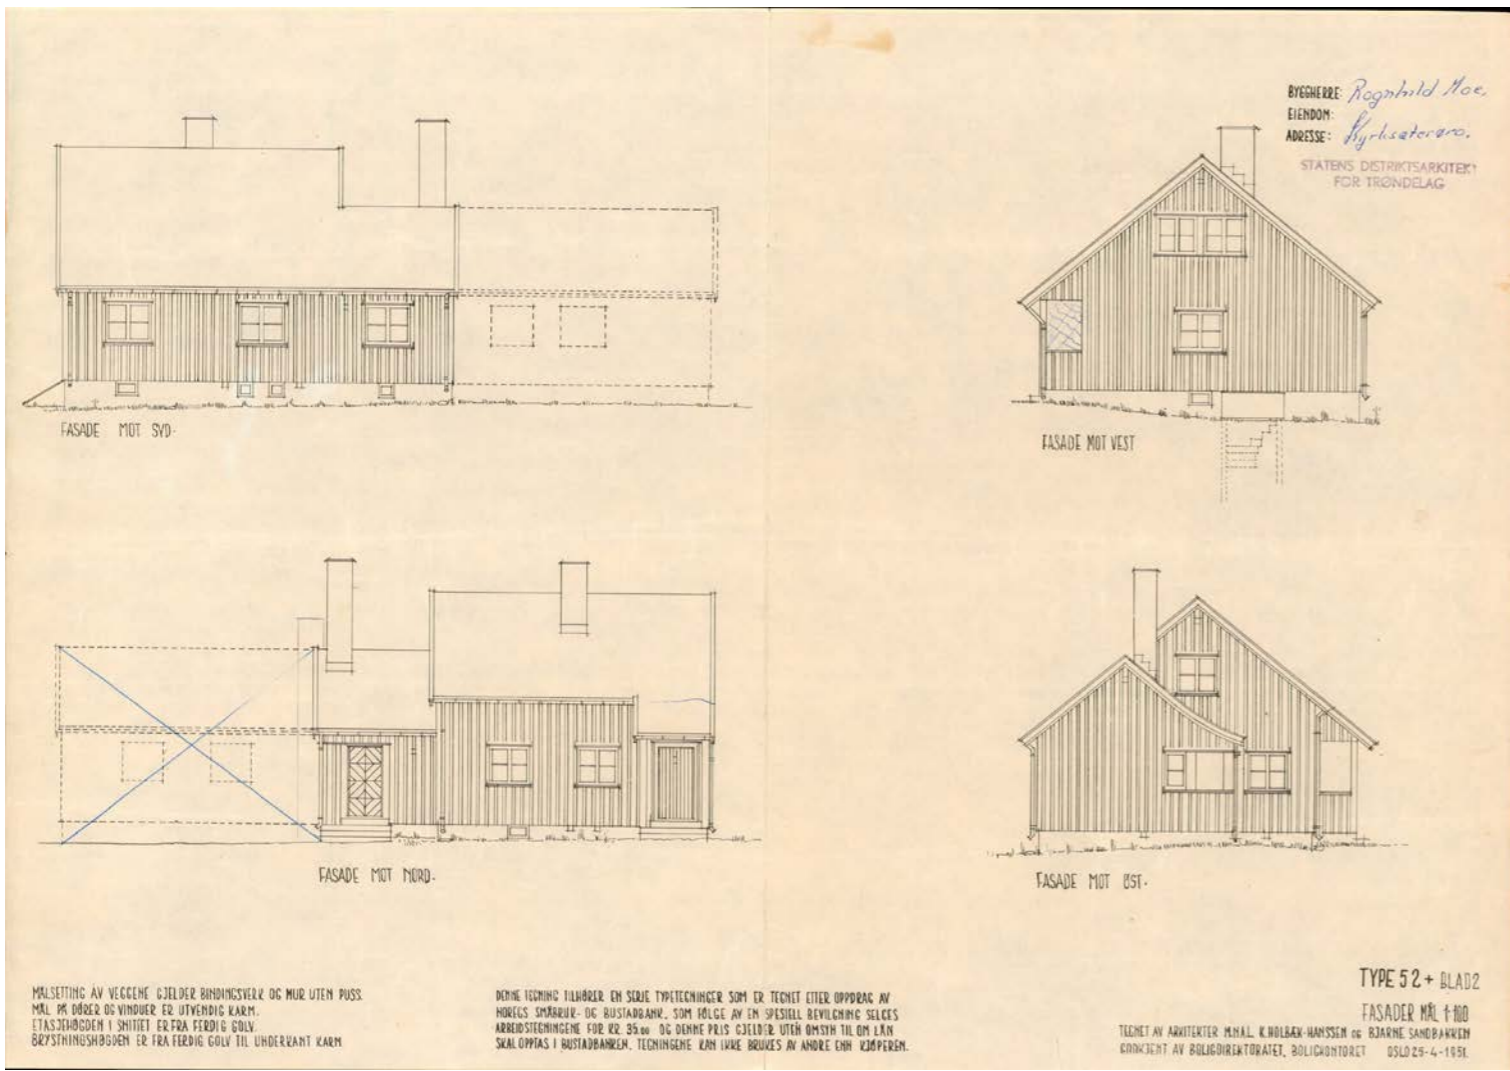 BYGGHERRE: Ragnhild Moe,
EIENDOM:
ADRESSE: Kyrksæterøra.
STATENS DISTRIKTSARKITEKT
FOR TRØNDELAG
FASADE MOT SYD.
FASADE MOT VEST
FASADE MOT NORD.
FASADE MOT ØST.
MÅLSETTING AV VEGGENE GJELDER BINDINGSVERK OG MUR UTEN PUSS.
MÅL PÅ DØRER OG VINDUER ER UTVENDIG KARM.
ETASJEHØGDEN I SNITTET ER FRA FERDIG GOLV.
BRYSTNINGSHØGDEN ER FRA FERDIG GOLV TIL UNDERKANT KARM
DENNE TEGNING TILHØRER EN SERIE TYPETEGNINGER SOM ER TEGNET ETTER OPPDRAG AV
NOREGS SMÅBRUK- OG BUSTADBANK, SOM FØLGE AV EN SPESIELL BEVILGNING SELGES
ARBEIDSTEGNINGENE FOR KR. 35.00 OG DENNE PRIS GJELDER UTEN OMSYN TIL OM LÅN
SKAL OPPTAS I BUSTADBANKEN. TEGNINGENE KAN IKKE BRUKES AV ANDRE ENN KJØPEREN.
TYPE 52+ BLAD 2
FASADER MÅL 1:100
TEGNET AV ARKITEKTER M.N.A.L. K. HOLBÆK-HANSSEN OG BJARNE SANDBAKKEN
GODKJENT AV BOLIGDIREKTORATET, BOLIGKONTORET OSLO 25-4-1951.